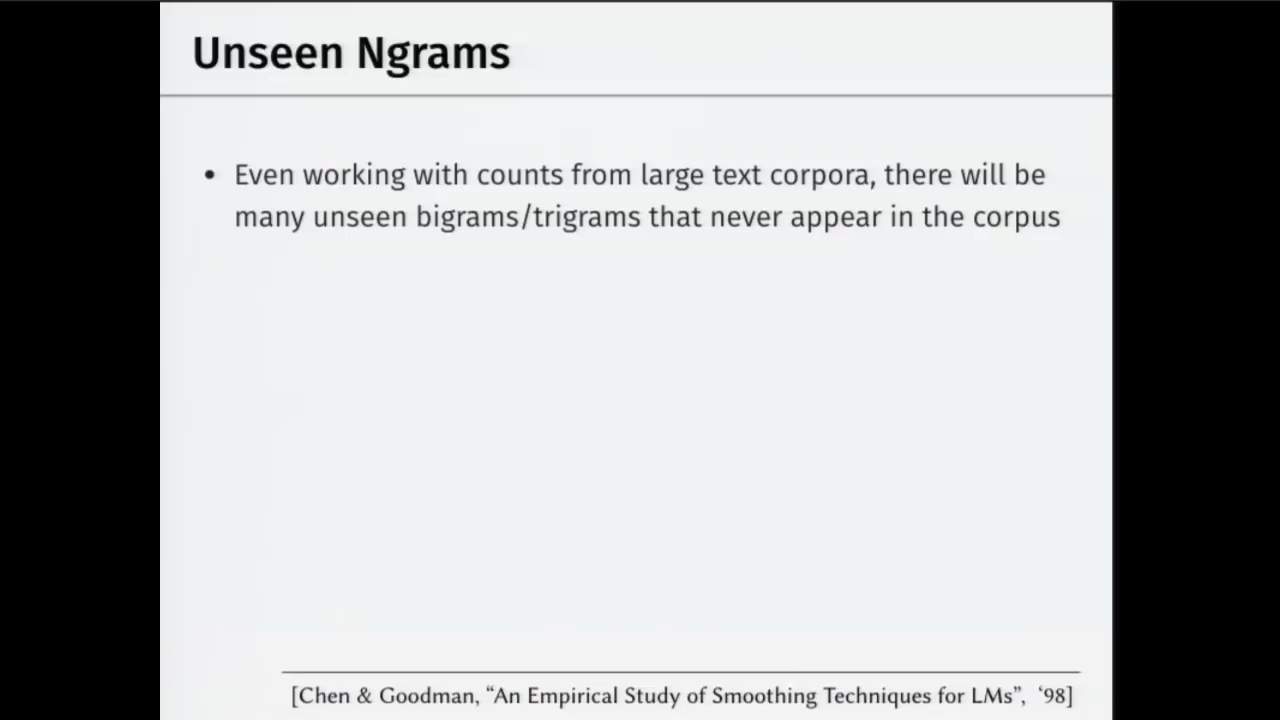 Unseen Ngrams
• Even working with counts from large text corpora, there will be
many unseen bigrams/trigrams that never appear in the corpus
[Chen & Goodman, “An Empirical Study of Smoothing Techniques for LMs”, ‘98]